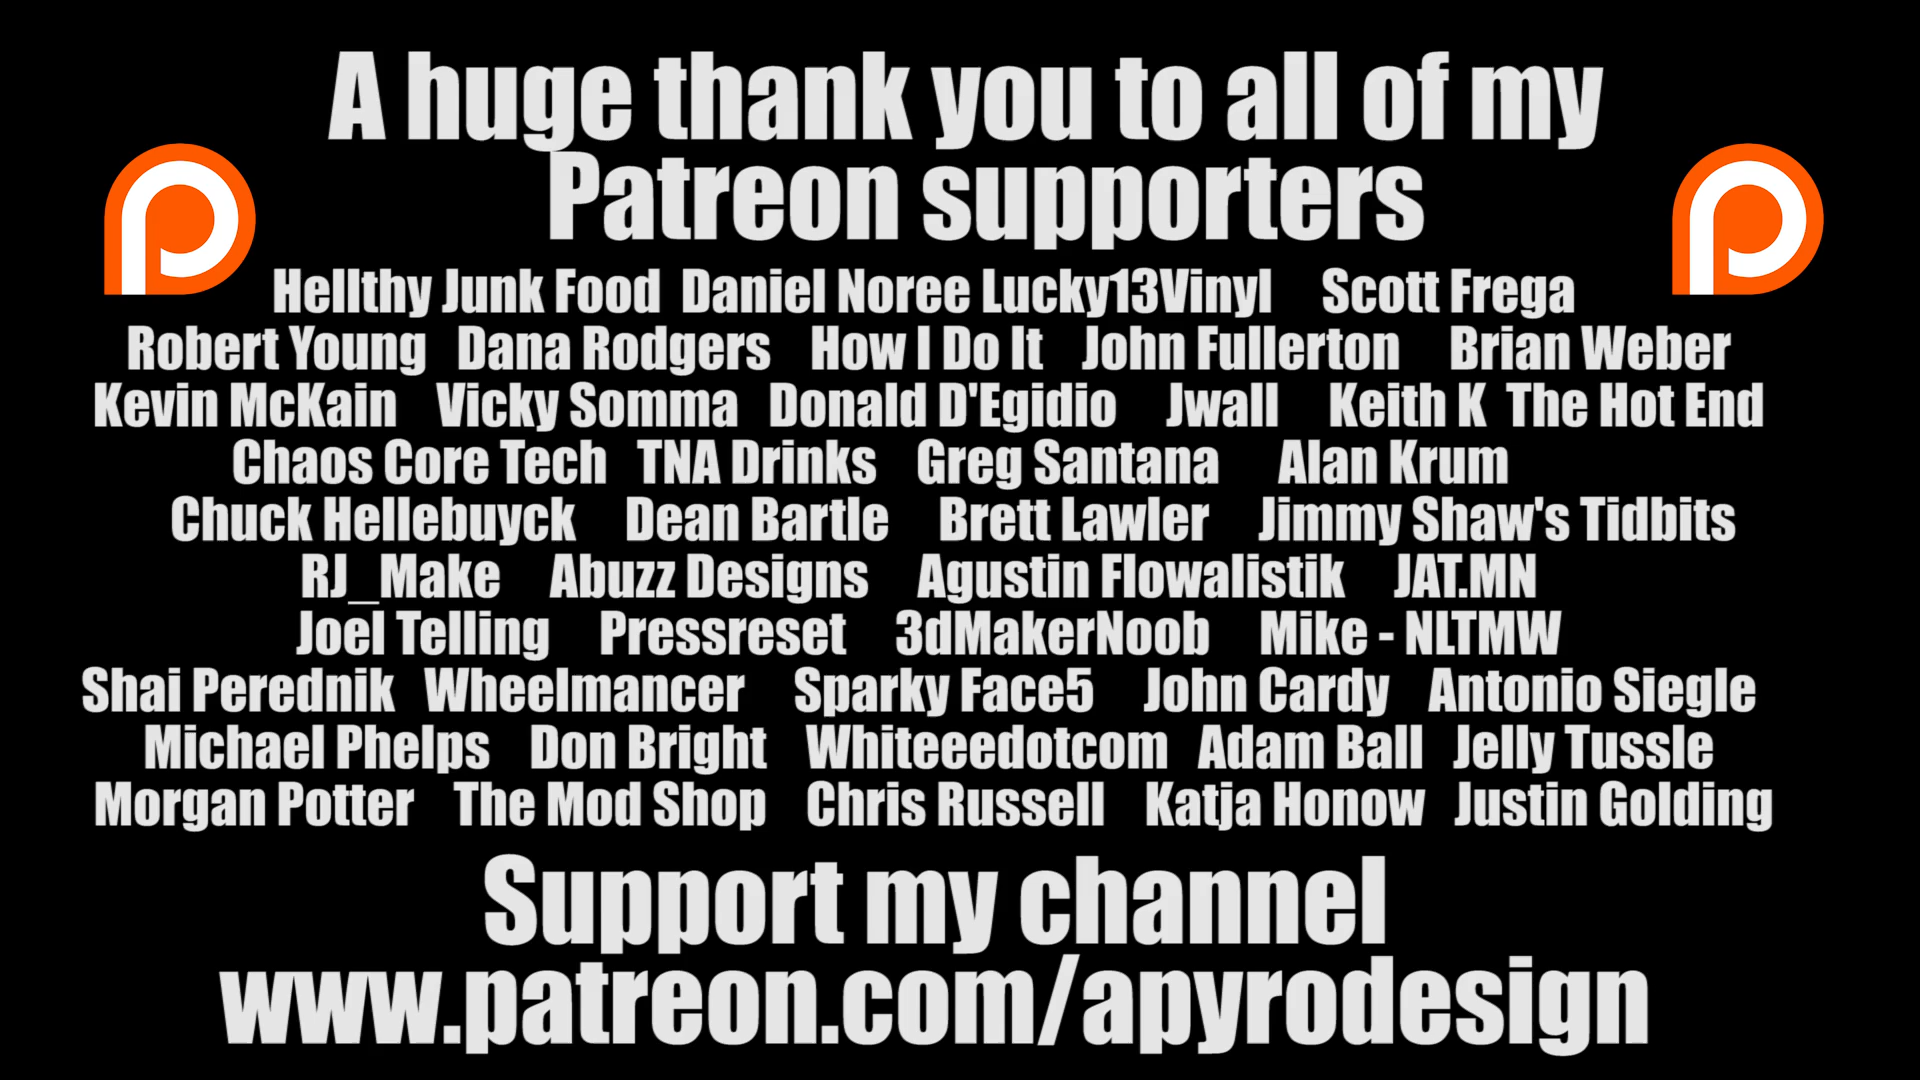 A huge thank you to all of my
Patreon supporters
Hellthy Junk Food Daniel Noree Lucky13Vinyl Scott Frega
Robert Young Dana Rodgers How I Do It John Fullerton Brian Weber
Kevin McKain Vicky Somma Donald D'Egidio Jwall Keith K The Hot End
Chaos Core Tech TNA Drinks Greg Santana Alan Krum
Chuck Hellebuyck Dean Bartle Brett Lawler Jimmy Shaw's Tidbits
RJ_Make Abuzz Designs Agustin Flowalistik JAT.MN
Joel Telling Pressreset 3dMakerNoob Mike - NLTMW
Shai Perednik Wheelmancer Sparky Face5 John Cardy Antonio Siegle
Michael Phelps Don Bright Whiteeedotcom Adam Ball Jelly Tussle
Morgan Potter The Mod Shop Chris Russell Katja Honow Justin Golding
Support my channel
www.patreon.com/apyrodesign